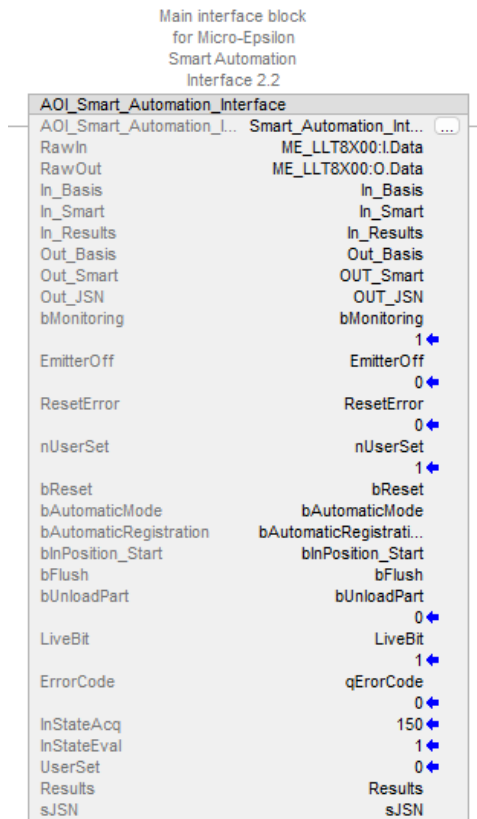 Main interface block
for Micro-Epsilon
Smart Automation
Interface 2.2
AOI_Smart_Automation_Interface
AOI_Smart_Automation_I... Smart_Automation_Int... ...
RawIn ME_LLT8X00:I.Data
RawOut ME_LLT8X00:O.Data
In_Basis In_Basis
In_Smart In_Smart
In_Results In_Results
Out_Basis Out_Basis
Out_Smart OUT_Smart
Out_JSN OUT_JSN
bMonitoring bMonitoring
1
EmitterOff EmitterOff
0
ResetError ResetError
0
nUserSet nUserSet
1
bReset bReset
bAutomaticMode bAutomaticMode
bAutomaticRegistration bAutomaticRegistrati...
bInPosition_Start bInPosition_Start
bFlush bFlush
bUnloadPart bUnloadPart
0
LiveBit LiveBit
1
ErrorCode qErorCode
0
InStateAcq 150
InStateEval 1
UserSet 0
Results Results
sJSN sJSN